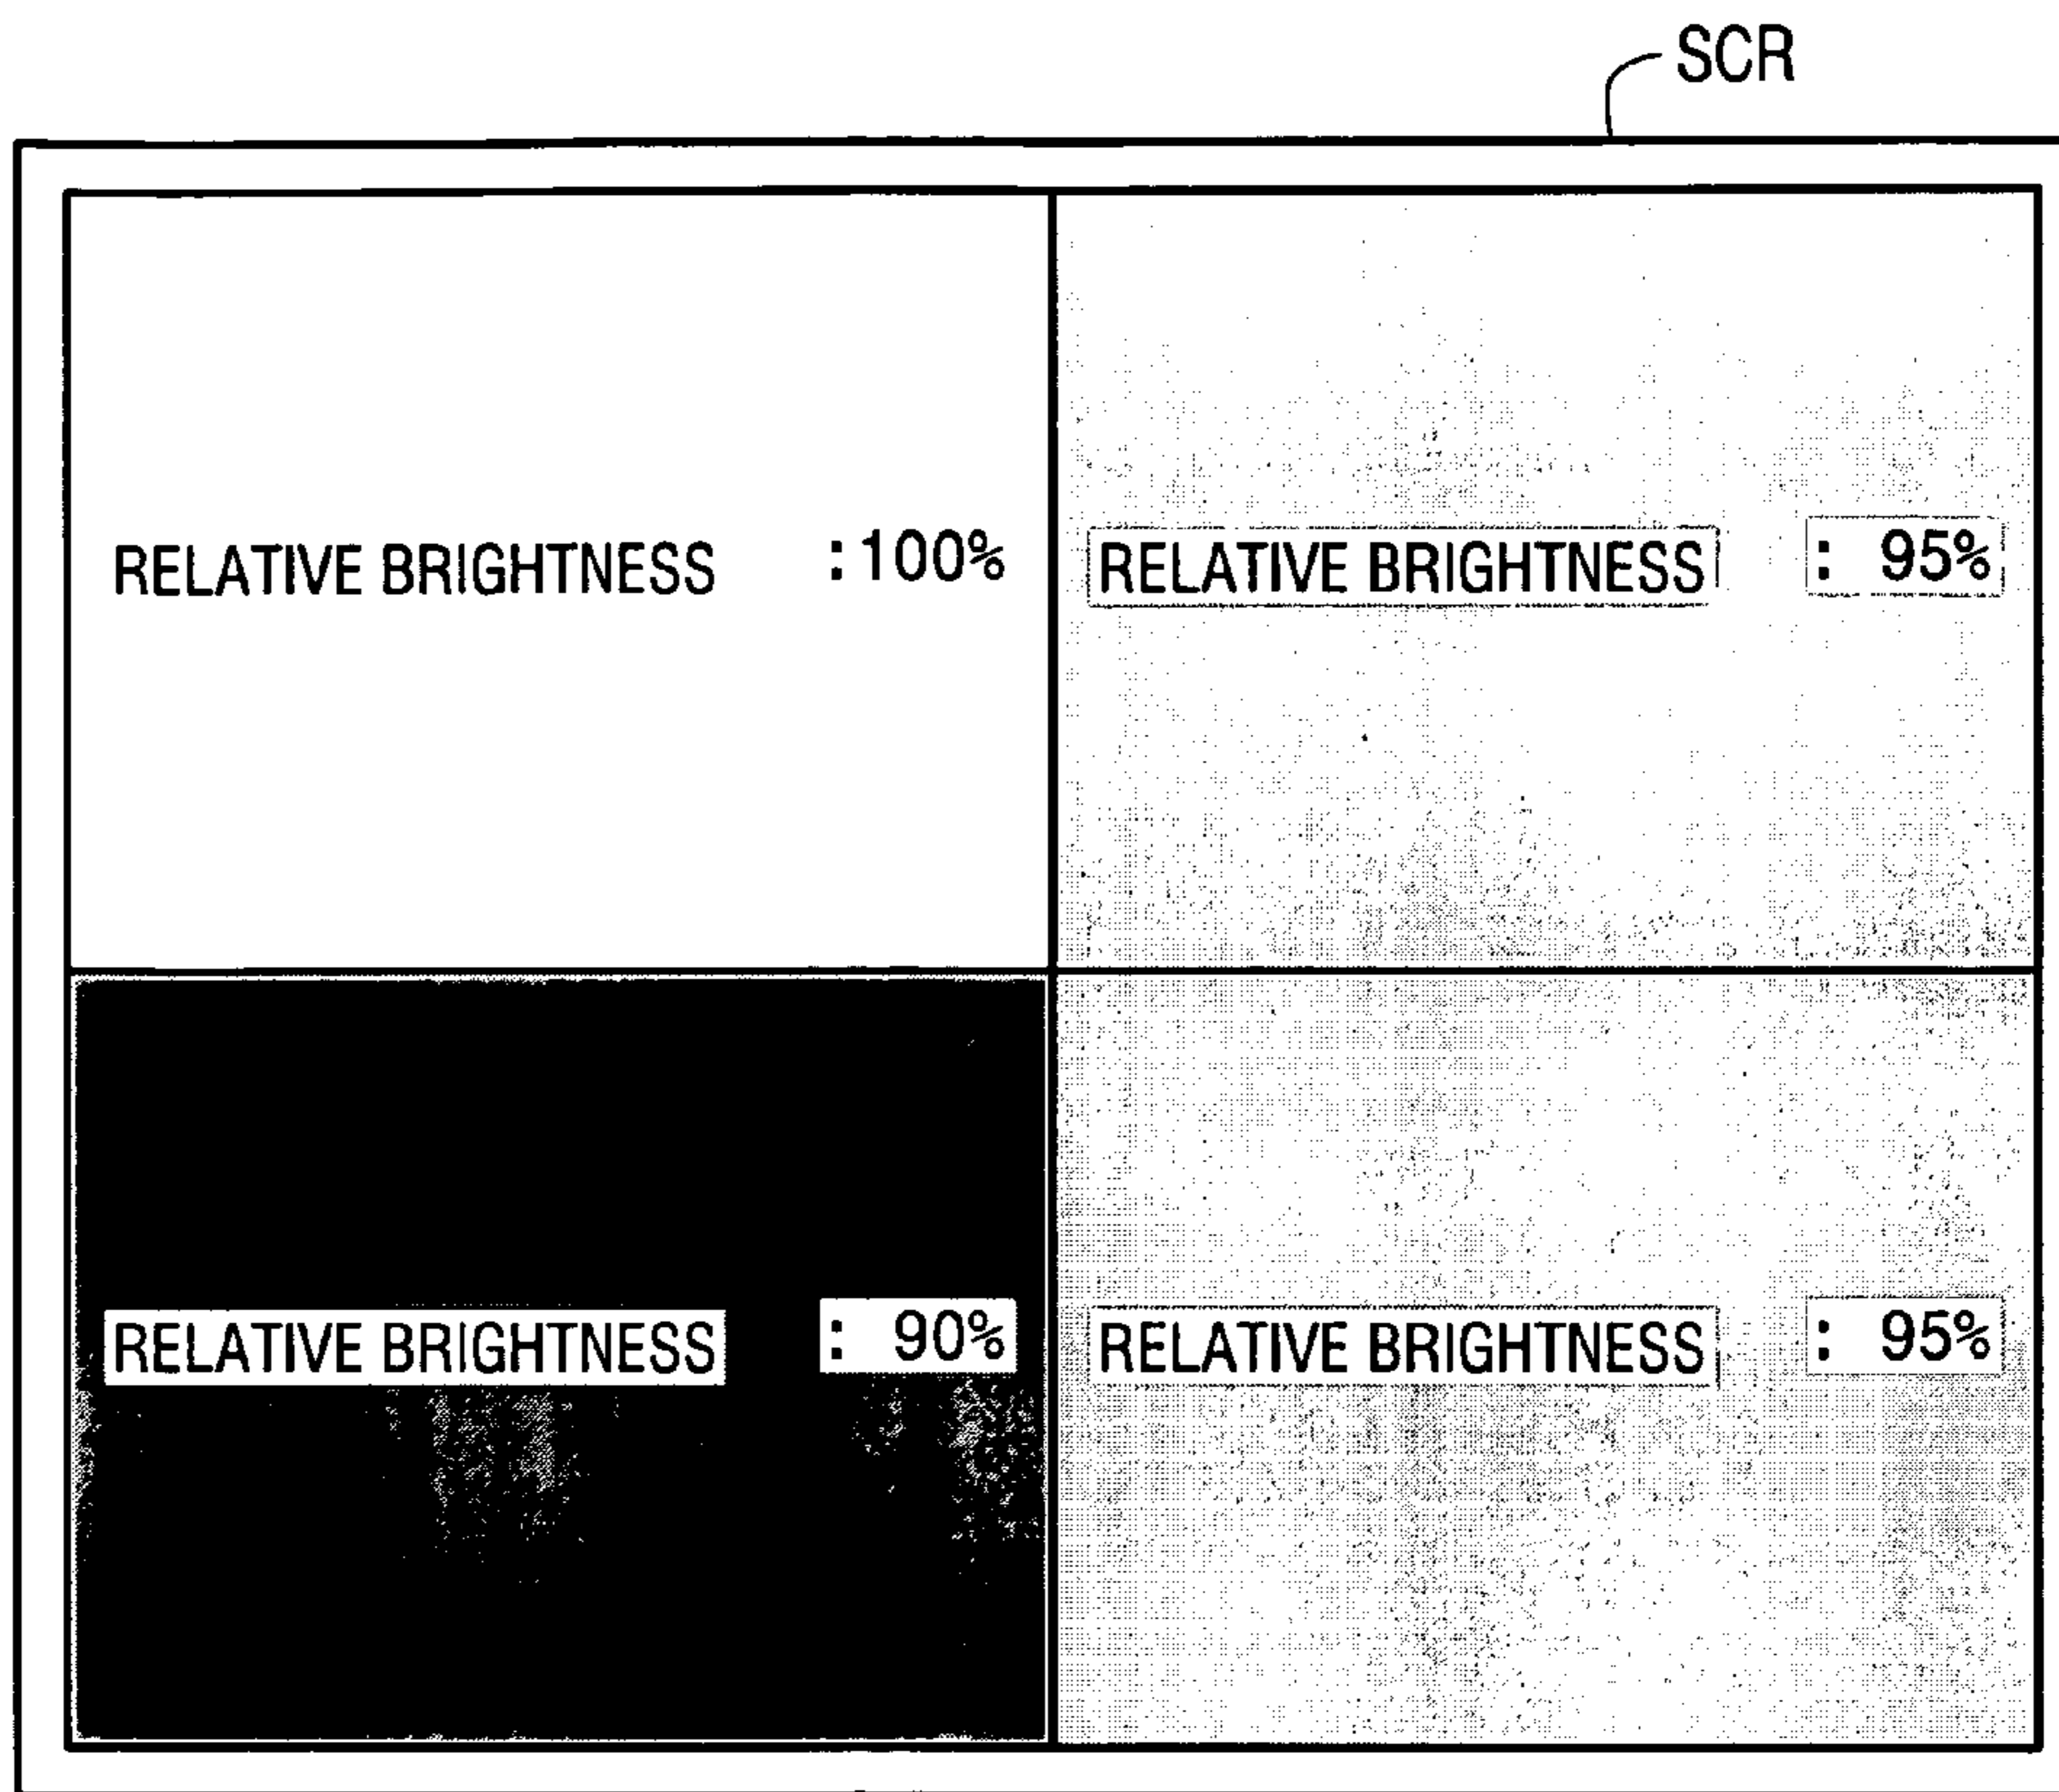 SCR
RELATIVE BRIGHTNESS :100%
RELATIVE BRIGHTNESS : 95%
RELATIVE BRIGHTNESS : 90%
RELATIVE BRIGHTNESS : 95%